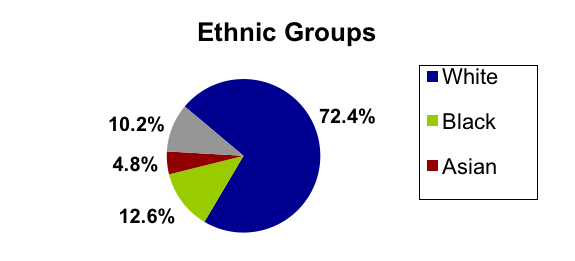 Ethnic Groups
White
72.4%
10.2%
Black
4.8%
Asian
12.6%